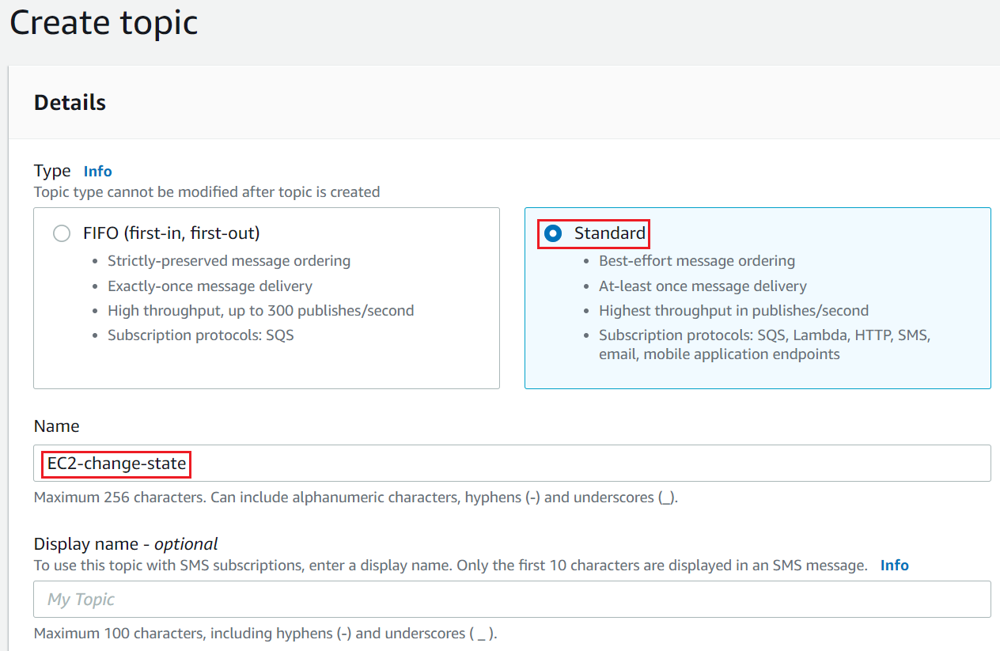 Create topic
Details
Type Info
Topic type cannot be modified after topic is created
FIFO (first-in, first-out)
• Strictly-preserved message ordering
• Exactly-once message delivery
• High throughput, up to 300 publishes/second
• Subscription protocols: SQS
Standard
• Best-effort message ordering
• At-least once message delivery
• Highest throughput in publishes/second
• Subscription protocols: SQS, Lambda, HTTP, SMS,
email, mobile application endpoints
Name
EC2-change-state
Maximum 256 characters. Can include alphanumeric characters, hyphens (-) and underscores (_).
Display name - optional
To use this topic with SMS subscriptions, enter a display name. Only the first 10 characters are displayed in an SMS message. Info
My Topic
Maximum 100 characters, including hyphens (-) and underscores ( _ ).